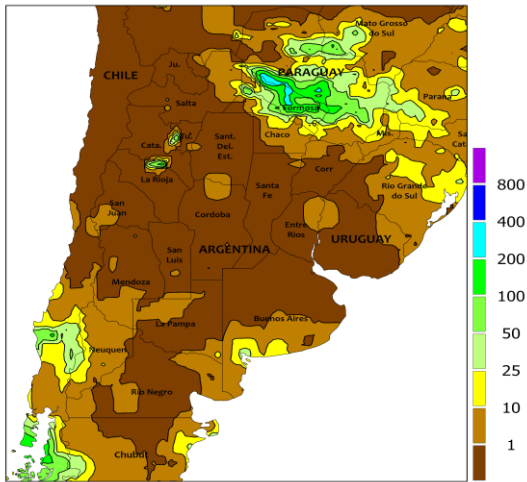 Mato Grosso
do Sul
CHILE
Ju.
PARAGUAY
Salta
Formosa
Parana
Tu.
Chaco
Mis.
Cata.
Sant.
Del.
Est.
La Rioja
Corr
Santa
Fe
Rio Grande
do Sul
San
Juan
Cordoba
Entre
Rios
URUGUAY
ARGENTINA
San
Luis
Mendoza
La Pampa
Buenos Aires
Neuquen
Rio Negro
Chubut
800
400
200
100
50
25
10
1